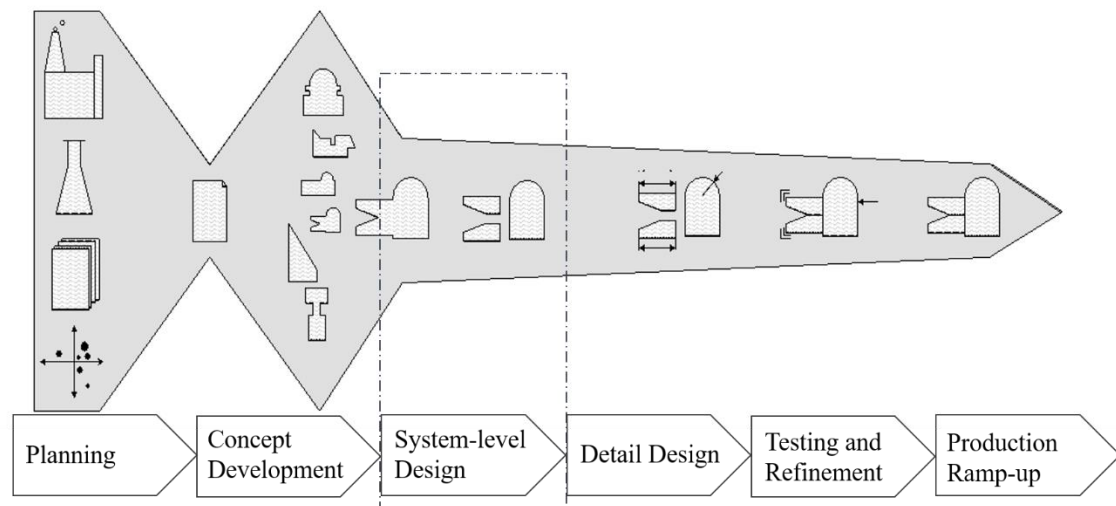 Planning
Concept
Development
System-level
Design
Detail Design
Testing and
Refinement
Production
Ramp-up